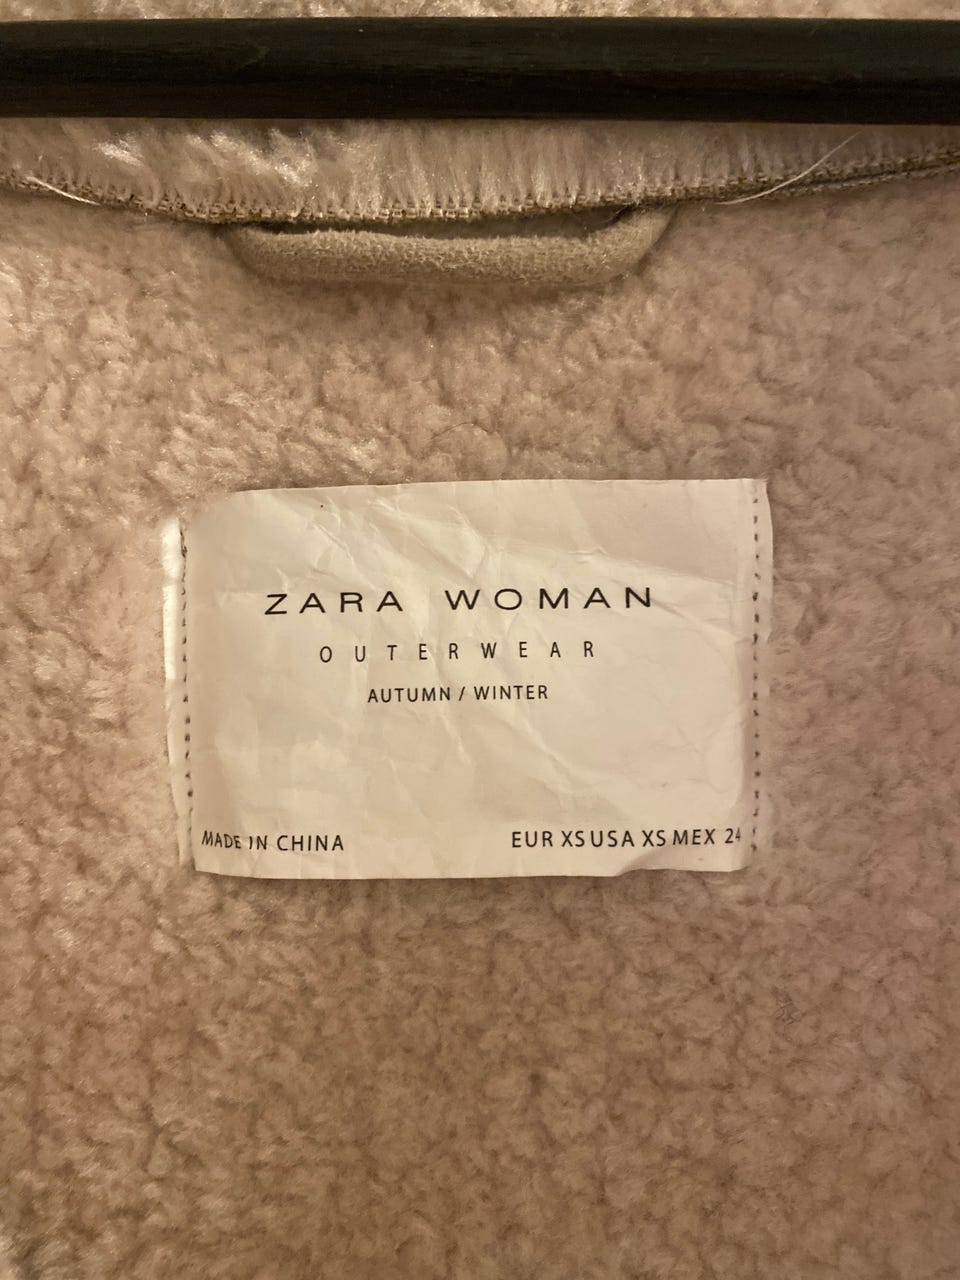 ZARA WOMAN
OUTERWEAR
AUTUMN / WINTER
MADE IN CHINA EUR XS USA XS MEX 24